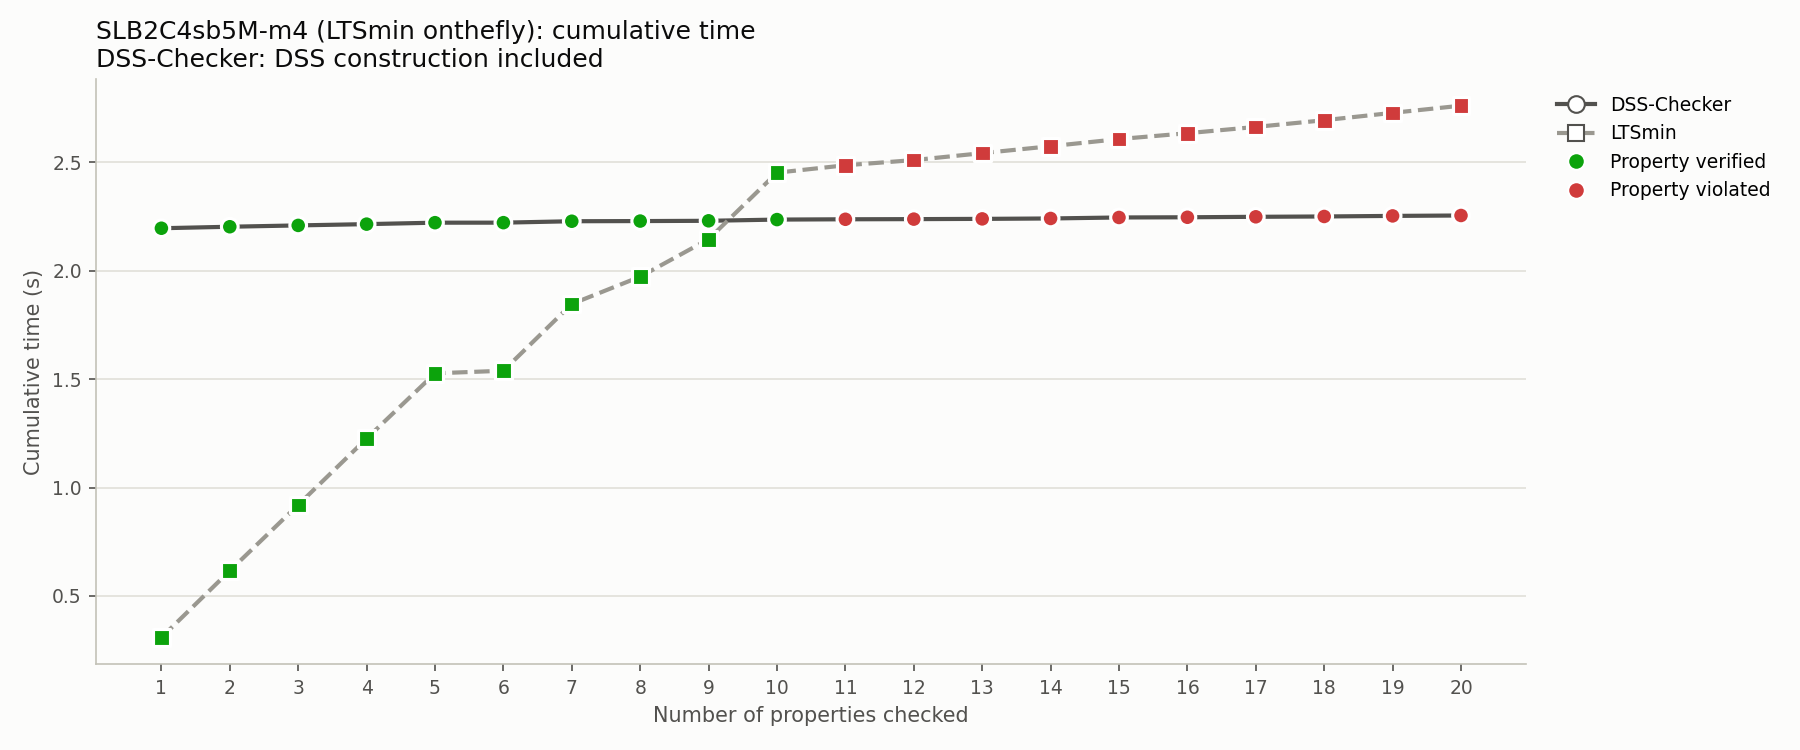 SLB2C4sb5M-m4 (LTSmin onthefly): cumulative time
DSS-Checker: DSS construction included
DSS-Checker
LTSmin
Property verified
Property violated
Cumulative time (s)
2.5
2.0
1.5
1.0
0.5
1 2 3 4 5 6 7 8 9 10 11 12 13 14 15 16 17 18 19 20
Number of properties checked